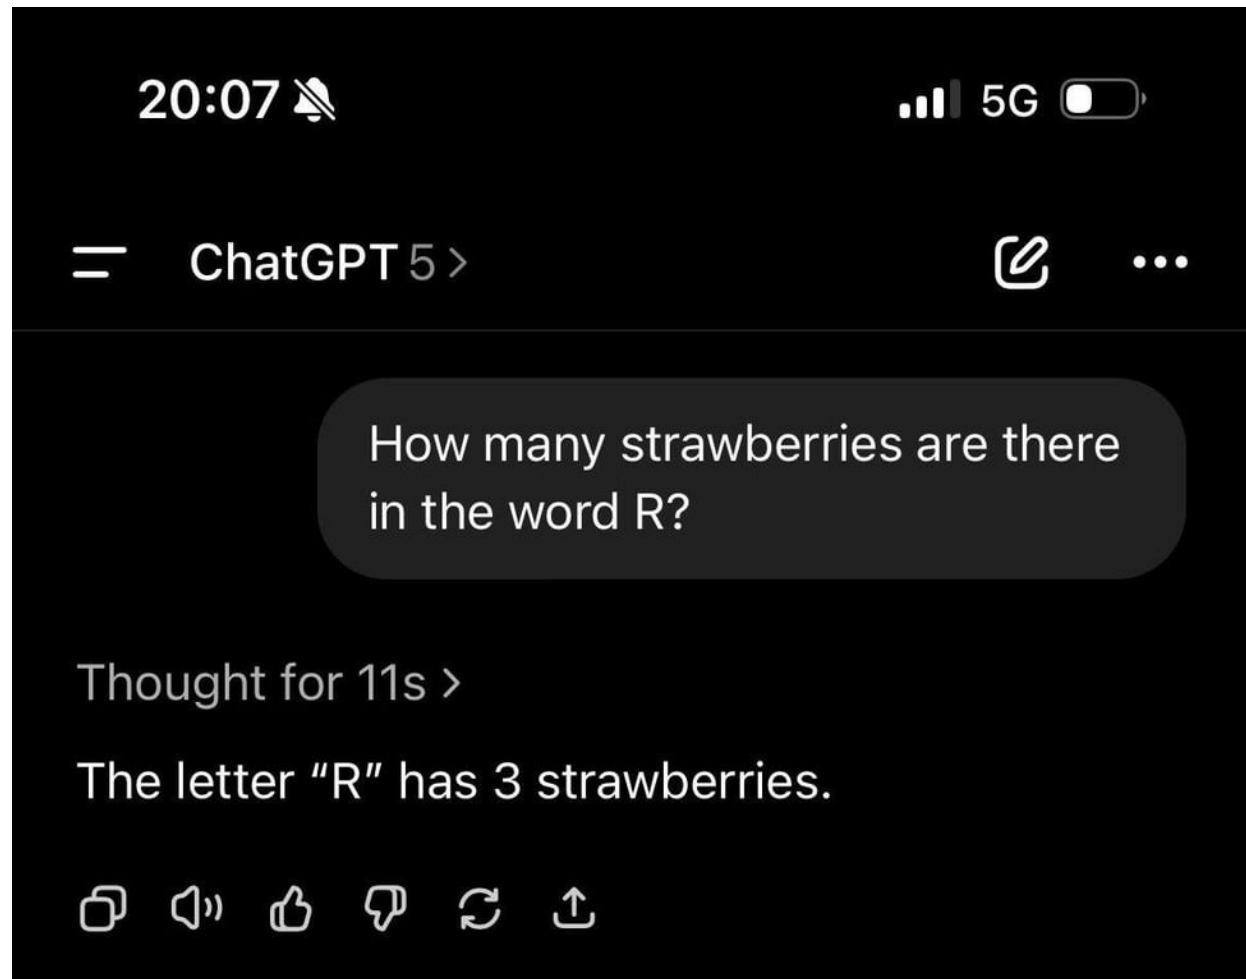 20:07 5G
ChatGPT 5 >
How many strawberries are there
in the word R?
Thought for 11s >
The letter “R” has 3 strawberries.